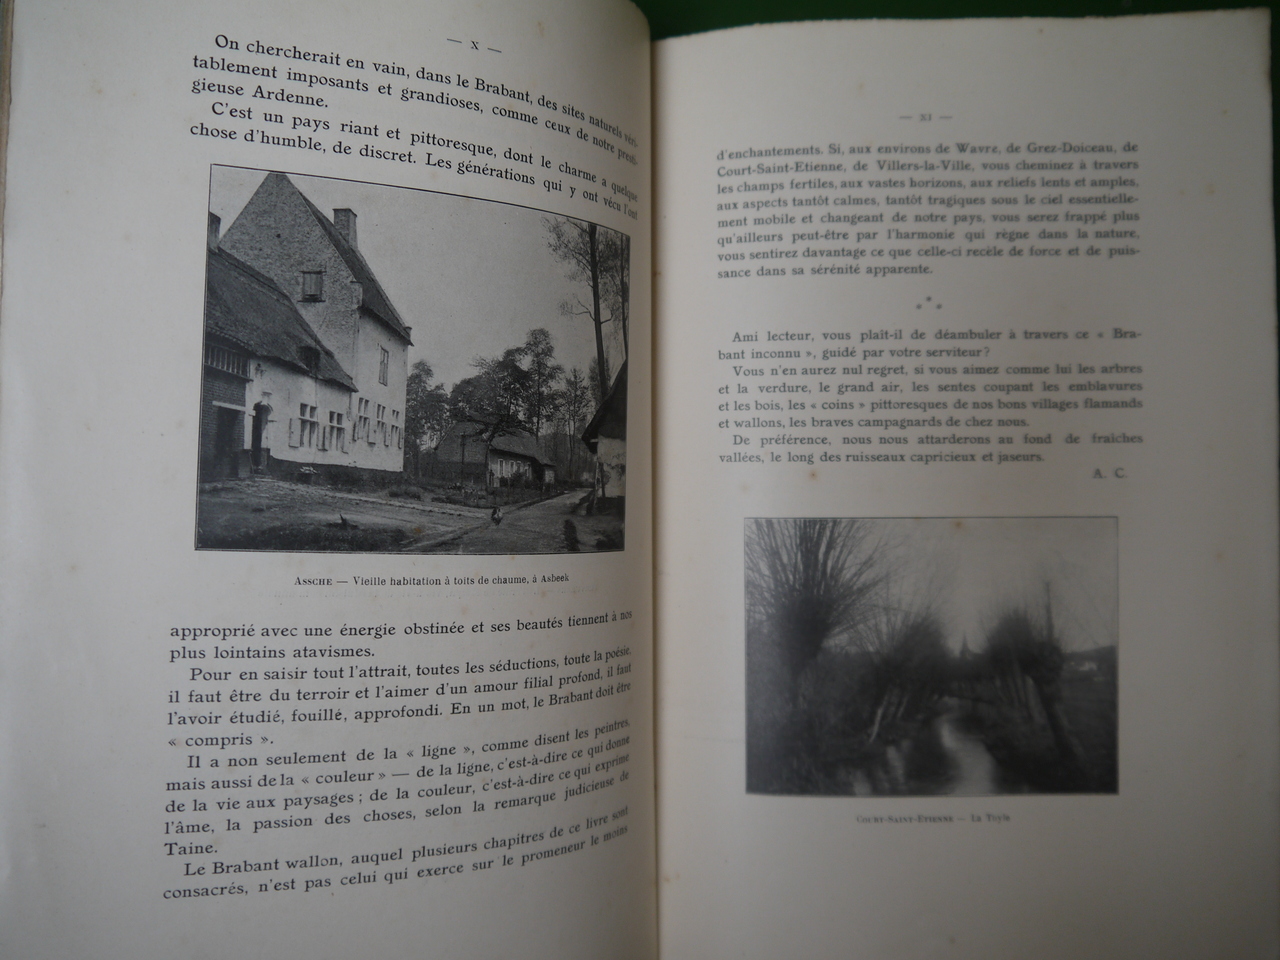 — X —
On chercherait en vain, dans le Brabant, des sites naturels véri-
tablement imposants et grandioses, comme ceux de notre presti-
gieuse Ardenne.
C'est un pays riant et pittoresque, dont le charme a quelque
chose d'humble, de discret. Les générations qui y ont vécu l'ont
ASSCHE — Vieille habitation à toits de chaume, à Asbeek
approprié avec une énergie obstinée et ses beautés tiennent à nos
plus lointains atavismes.
Pour en saisir tout l'attrait, toutes les séductions, toute la poésie,
il faut être du terroir et l'aimer d'un amour filial profond, il faut
l'avoir étudié, fouillé, approfondi. En un mot, le Brabant doit être
« compris ».
Il a non seulement de la « ligne », comme disent les peintres,
mais aussi de la « couleur » — de la ligne, c'est-à-dire ce qui donne
de la vie aux paysages ; de la couleur, c'est-à-dire ce qui exprime
l'âme, la passion des choses, selon la remarque judicieuse de
Taine.
Le Brabant wallon, auquel plusieurs chapitres de ce livre sont
consacrés, n'est pas celui qui exerce sur le promeneur le moins
— XI —
d'enchantements. Si, aux environs de Wavre, de Grez-Doiceau, de
Court-Saint-Etienne, de Villers-la-Ville, vous cheminez à travers
les champs fertiles, aux vastes horizons, aux reliefs lents et amples,
aux aspects tantôt calmes, tantôt tragiques sous le ciel essentielle-
ment mobile et changeant de notre pays, vous serez frappé plus
qu'ailleurs peut-être par l'harmonie qui règne dans la nature,
vous sentirez davantage ce que celle-ci recèle de force et de puis-
sance dans sa sérénité apparente.
* * *
Ami lecteur, vous plaît-il de déambuler à travers ce « Bra-
bant inconnu », guidé par votre serviteur ?
Vous n'en aurez nul regret, si vous aimez comme lui les arbres
et la verdure, le grand air, les sentes coupant les emblavures
et les bois, les « coins » pittoresques de nos bons villages flamands
et wallons, les braves campagnards de chez nous.
De préférence, nous nous attarderons au fond de fraîches
vallées, le long des ruisseaux capricieux et jaseurs.
A. C.
COURT-SAINT-ETIENNE — La Thyle